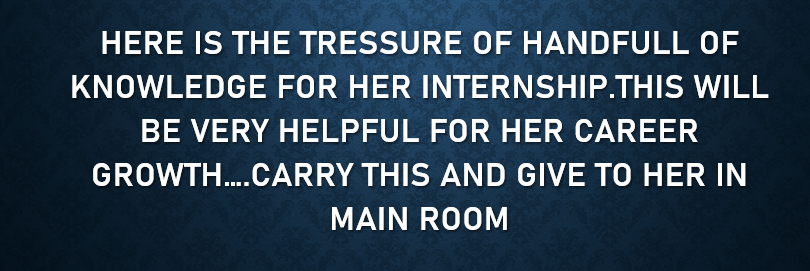 HERE IS THE TRESSURE OF HANDFULL OF
KNOWLEDGE FOR HER INTERNSHIP.THIS WILL
BE VERY HELPFUL FOR HER CAREER
GROWTH....CARRY THIS AND GIVE TO HER IN
MAIN ROOM